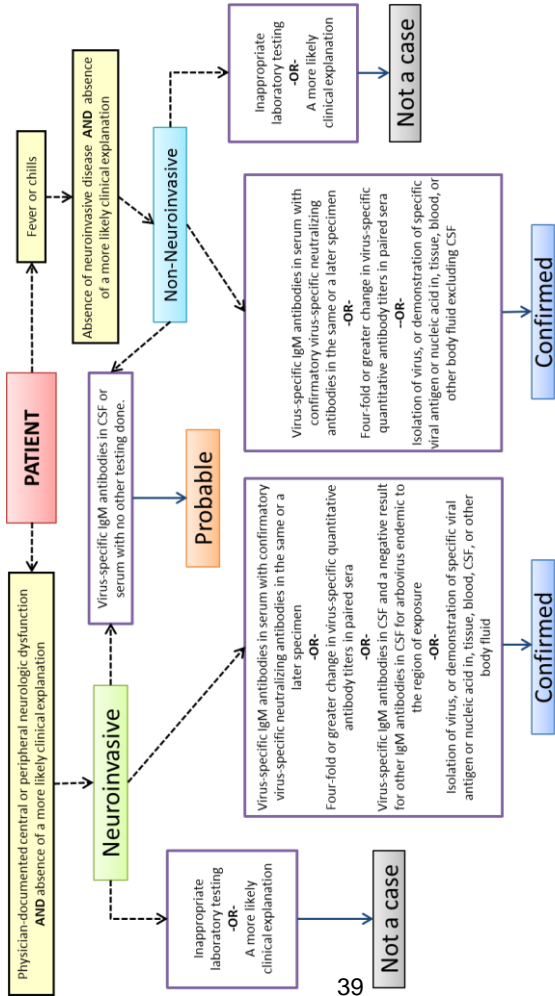 PATIENT
Physician-documented central or peripheral neurologic dysfunction
AND absence of a more likely clinical explanation
Fever or chills
Absence of neuroinvasive disease AND absence
of a more likely clinical explanation
Neuroinvasive
Virus-specific IgM antibodies in CSF or
serum with no other testing done.
Non-Neuroinvasive
Probable
Inappropriate
laboratory testing
-OR-
A more likely
clinical explanation
Not a case
Virus-specific IgM antibodies in serum with confirmatory
virus-specific neutralizing antibodies in the same or a
later specimen
-OR-
Four-fold or greater change in virus-specific quantitative
antibody titers in paired sera
-OR-
Virus-specific IgM antibodies in CSF and a negative result
for other IgM antibodies in CSF for arbovirus endemic to
the region of exposure
-OR-
Isolation of virus, or demonstration of specific viral
antigen or nucleic acid in, tissue, blood, CSF, or other
body fluid
Confirmed
Virus-specific IgM antibodies in serum with
confirmatory virus-specific neutralizing
antibodies in the same or a later specimen
-OR-
Four-fold or greater change in virus-specific
quantitative antibody titers in paired sera
--OR-
Isolation of virus, or demonstration of specific
viral antigen or nucleic acid in, tissue, blood, or
other body fluid excluding CSF
Confirmed
Inappropriate
laboratory testing
-OR-
A more likely
clinical explanation
Not a case
39